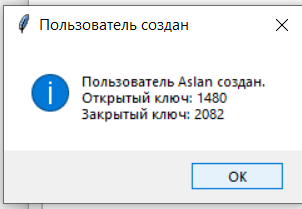 Пользователь создан
Пользователь Aslan создан.
Открытый ключ: 1480
Закрытый ключ: 2082
OK